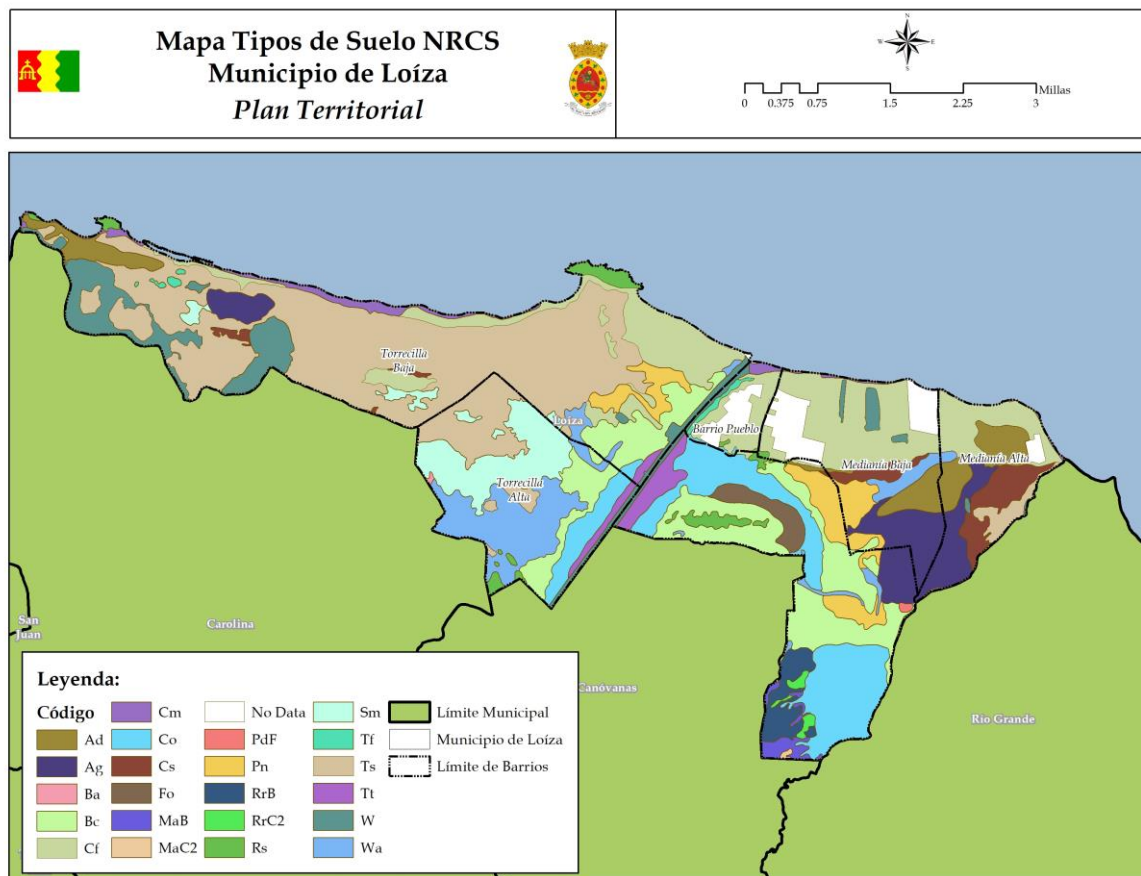 Mapa Tipos de Suelo NRCS
Municipio de Loíza
Plan Territorial
N
W
E
S
0
0.375
0.75
1.5
2.25
3
Millas
Torrecilla
Baja
Loíza
Barrio Pueblo
Mediania Baja
Mediania Alta
Torrecilla
Alta
San
Juan
Carolina
Canóvanas
Rio Grande
Leyenda:
Código
Ad
Ag
Ba
Bc
Cf
Cm
Co
Cs
Fo
MaB
MaC2
No Data
PdF
Pn
RrB
RrC2
Rs
Sm
Tf
Ts
Tt
W
Wa
Límite Municipal
Municipio de Loíza
Límite de Barrios